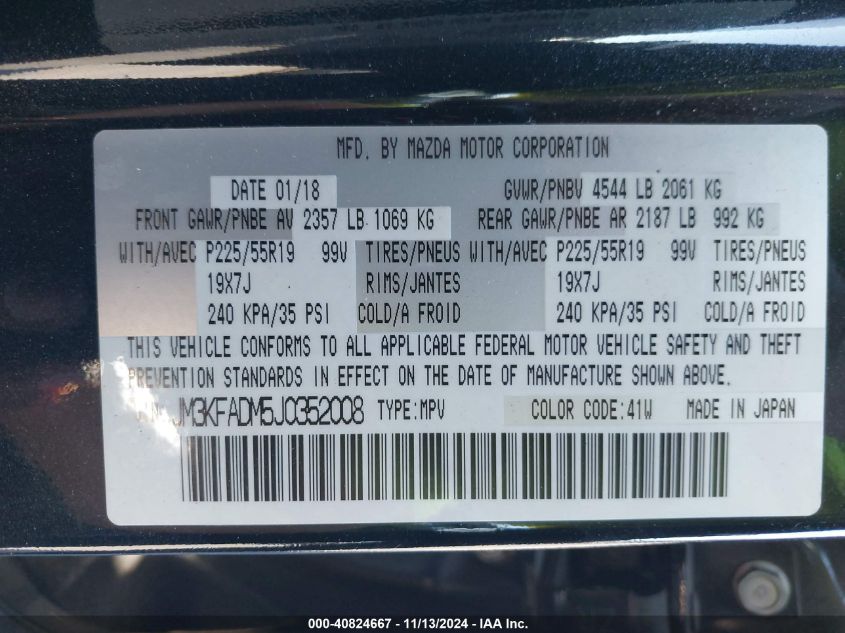 MFD. BY MAZDA MOTOR CORPORATION
DATE 01/18 GVWR/PNBV 4544 LB 2061 KG
FRONT GAWR/PNBE AV 2357 LB 1069 KG REAR GAWR/PNBE AR 2187 LB 992 KG
WITH/AVEC P225/55R19 99V TIRES/PNEUS WITH/AVEC P225/55R19 99V TIRES/PNEUS
19X7J RIMS/JANTES 19X7J RIMS/JANTES
240 KPA/35 PSI COLD/A FROID 240 KPA/35 PSI COLD/A FROID
THIS VEHICLE CONFORMS TO ALL APPLICABLE FEDERAL MOTOR VEHICLE SAFETY AND THEFT
PREVENTION STANDARDS IN EFFECT ON THE DATE OF MANUFACTURE SHOWN ABOVE.
JM3KFADM5J0352008 TYPE:MPV COLOR CODE:41W MADE IN JAPAN
000-40824667 - 11/13/2024 - IAA Inc.